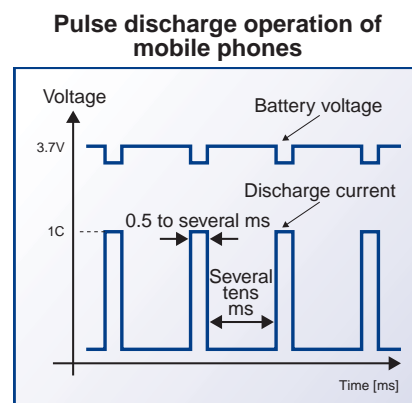 Pulse discharge operation of
mobile phones
Voltage
Battery voltage
3.7V
Discharge current
1C
0.5 to several ms
Several
tens
ms
Time [ms]